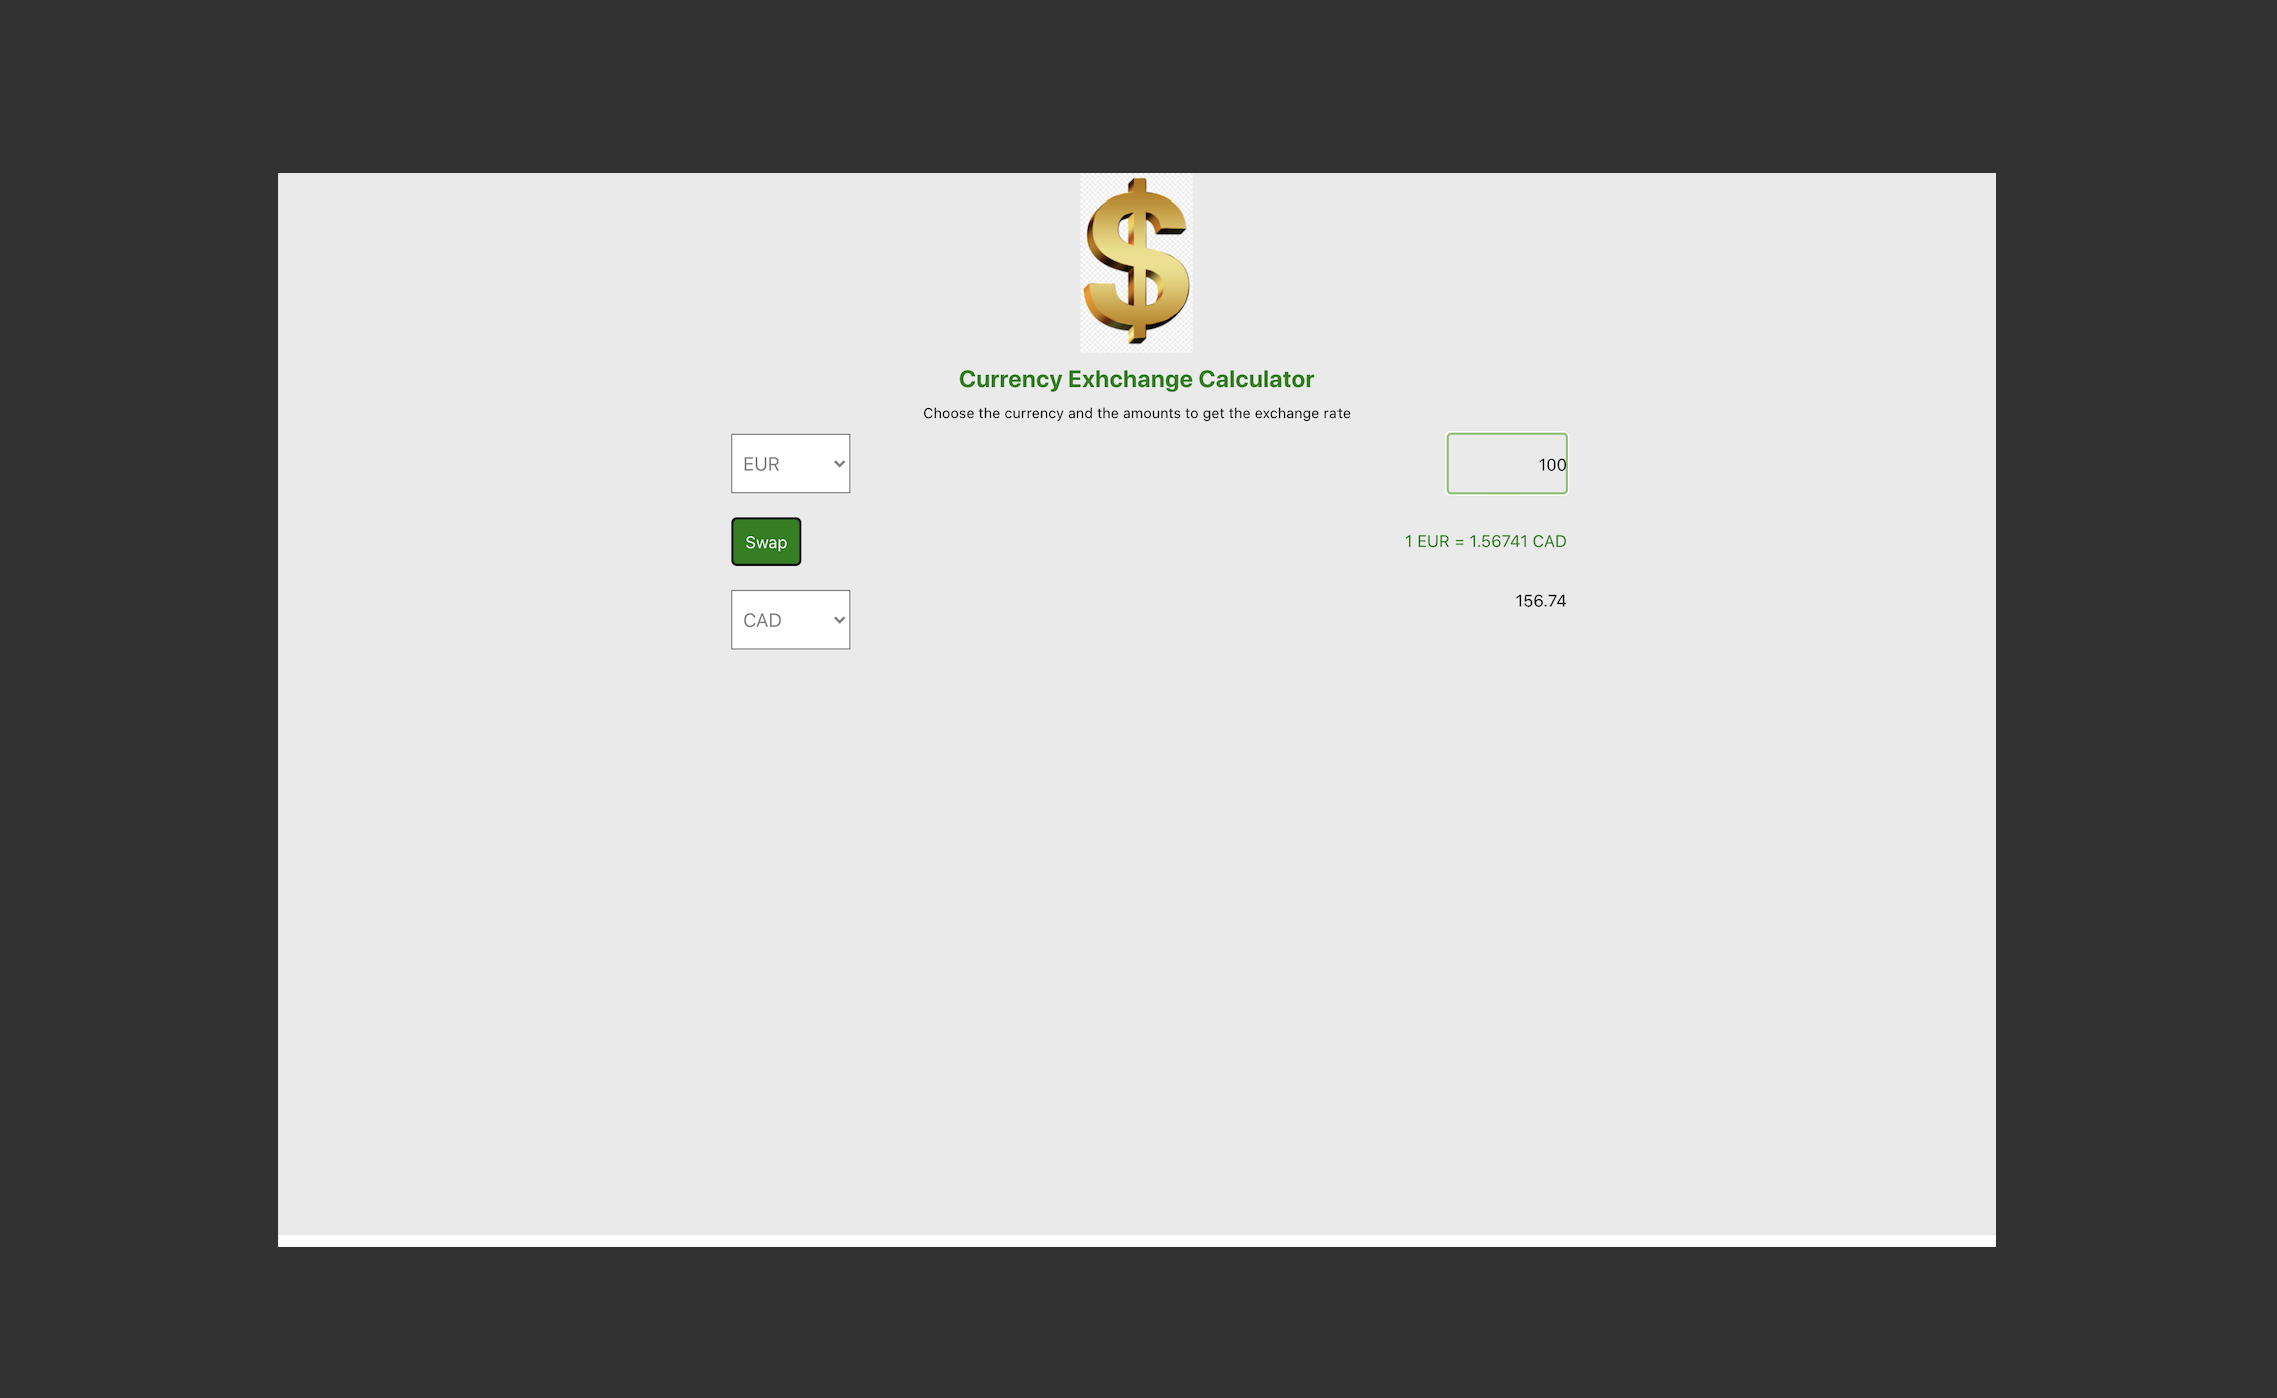 $
Currency Exhchange Calculator
Choose the currency and the amounts to get the exchange rate
EUR
100
Swap
1 EUR = 1.56741 CAD
CAD
156.74